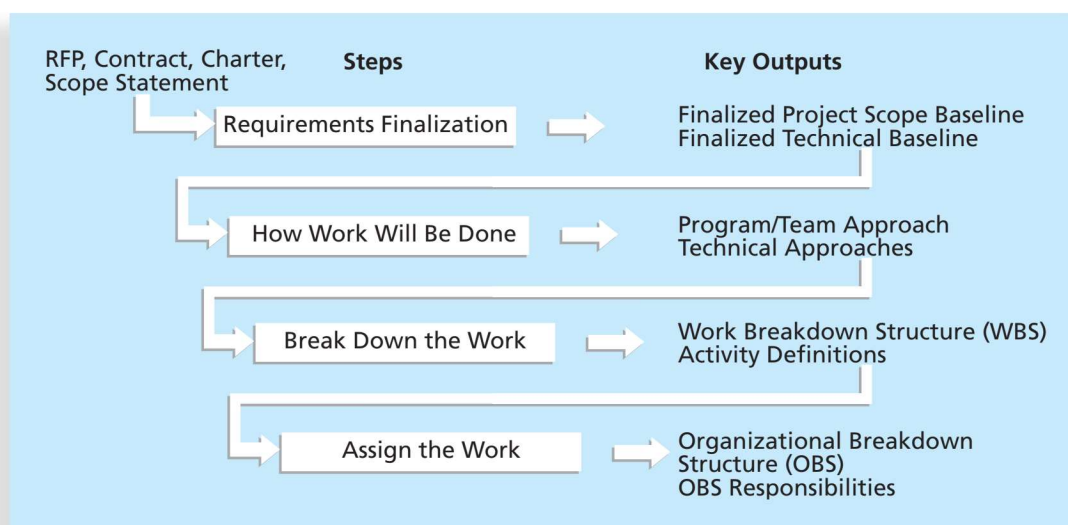 RFP, Contract, Charter,
Scope Statement
Steps
Key Outputs
Requirements Finalization
Finalized Project Scope Baseline
Finalized Technical Baseline
How Work Will Be Done
Program/Team Approach
Technical Approaches
Break Down the Work
Work Breakdown Structure (WBS)
Activity Definitions
Assign the Work
Organizational Breakdown
Structure (OBS)
OBS Responsibilities